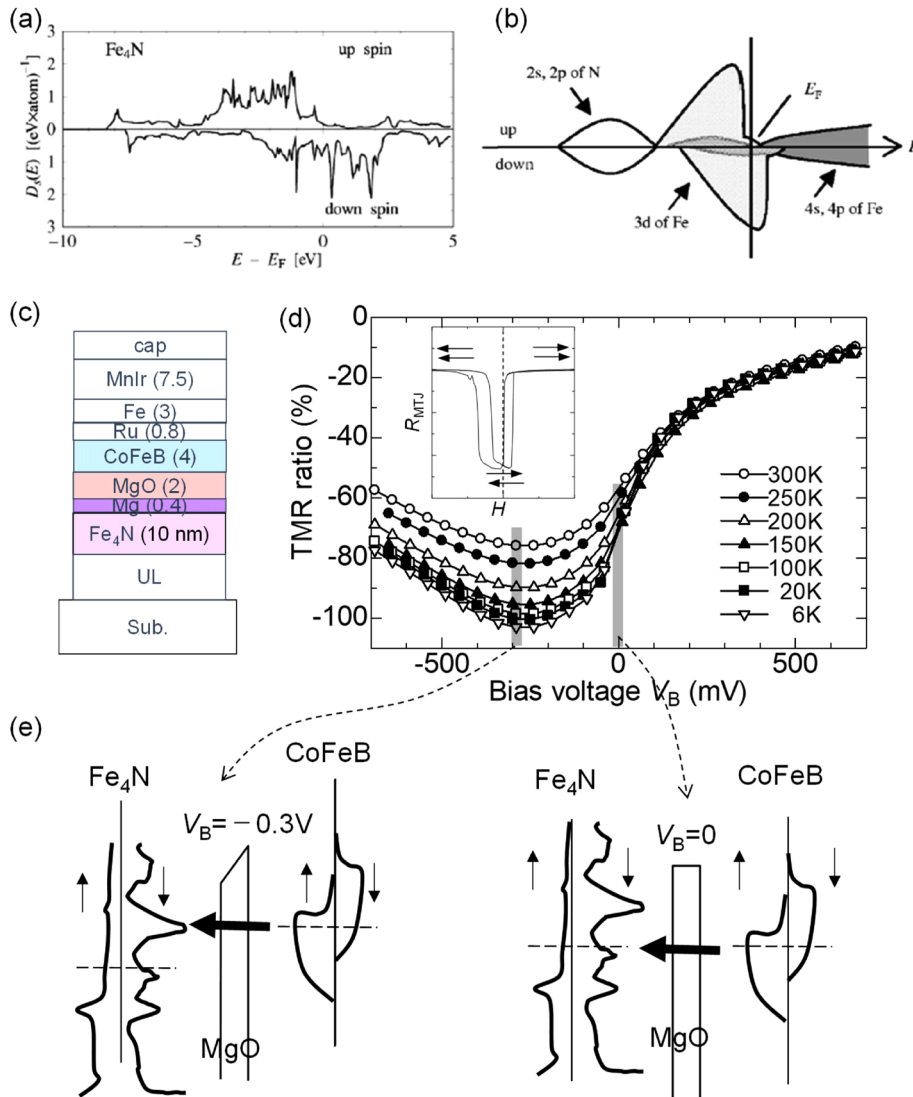 (a)
Fe4N
up spin
down spin
Ds(E) [(eV×atom)−1]
3
2
1
0
1
2
3
−10
−5
0
5
E − EF [eV]
(b)
2s, 2p of N
EF
up
down
3d of Fe
4s, 4p of Fe
(c)
cap
MnIr (7.5)
Fe (3)
Ru (0.8)
CoFeB (4)
MgO (2)
Mg (0.4)
Fe4N (10 nm)
UL
Sub.
(d)
TMR ratio (%)
0
-20
-40
-60
-80
-100
RMTJ
H
300K
250K
200K
150K
100K
20K
6K
-500
0
500
Bias voltage VB (mV)
(e)
Fe4N
CoFeB
VB= −0.3V
MgO
Fe4N
CoFeB
VB=0
MgO